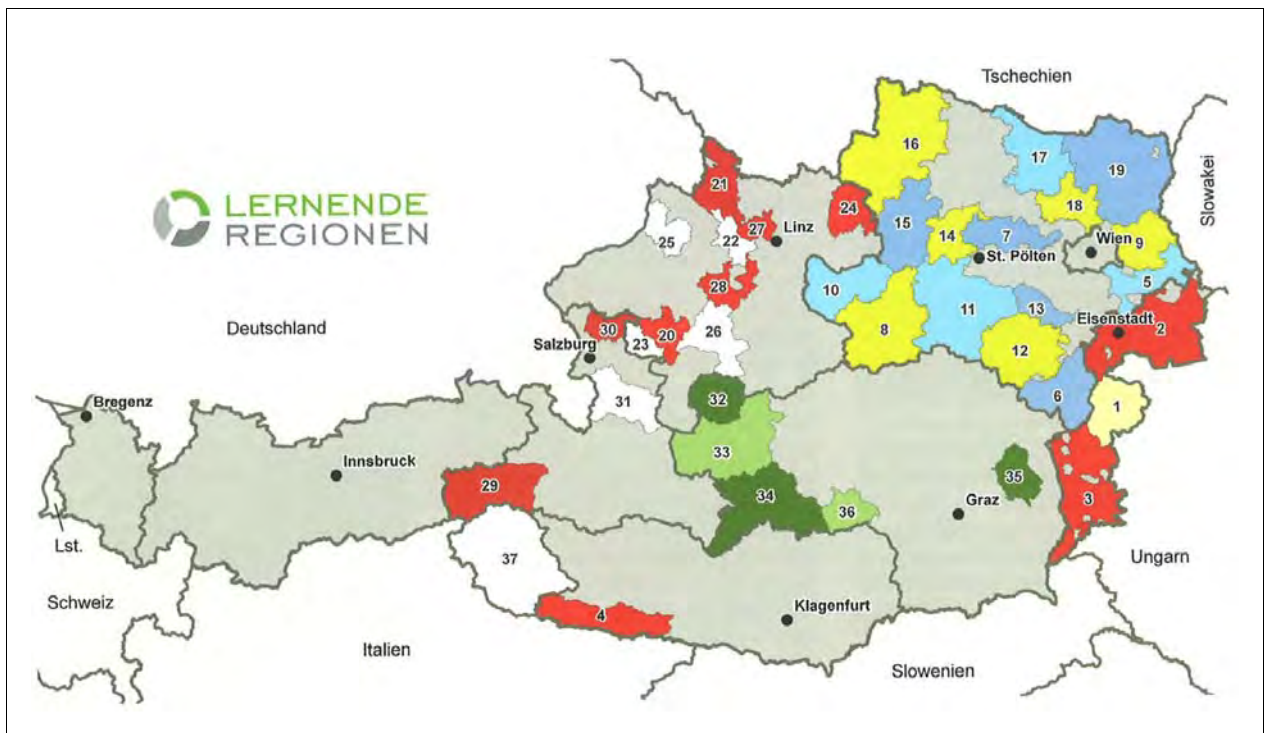 Tschechien
16
17
19
Slowakei
21
18
LERNENDE
REGIONEN
24
15
27
Linz
14
7
Wien
9
25
22
St. Pölten
5
28
10
11
13
Eisenstadt
2
Deutschland
30
20
26
8
Salzburg
23
12
6
1
Bregenz
31
32
33
Innsbruck
29
35
34
36
Graz
3
Lst.
37
Ungarn
Schweiz
4
Klagenfurt
Italien
Slowenien